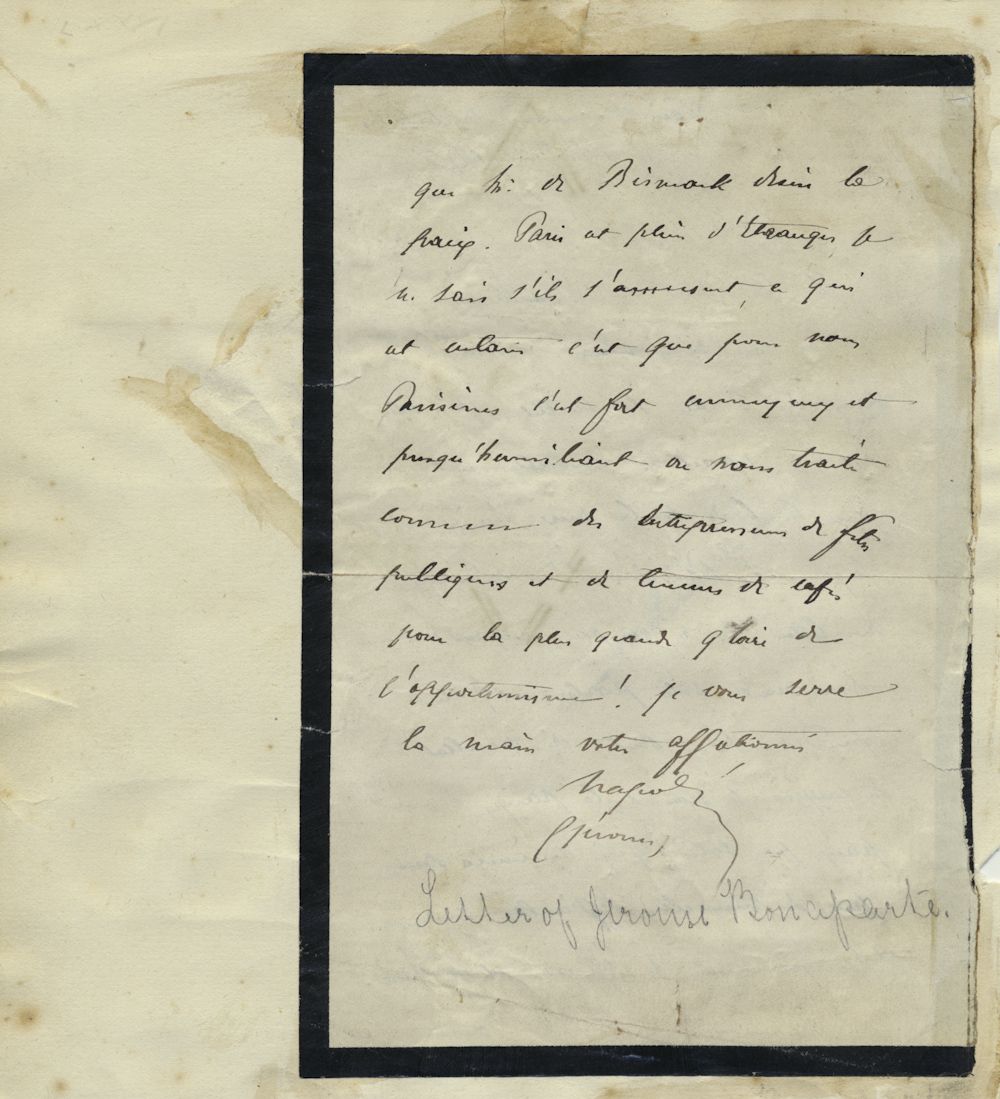 que M. de Bismark désire la
paix. Paris est plein d'Etrangers, je
ne sais s'ils s'amusent, ce qui
est certain c'est que pour nous
Parisiens c'est fort ennuyeux et
presqu'humiliant on nous traite
comme des Entrepreneurs de fêtes
publiques et de teneurs de cafés
pour la plus grande gloire de
l'opportunisme! je vous serre
la main votre affectionné
Napoléon
(Jérôme)
Letter of Jerome Bonaparte.